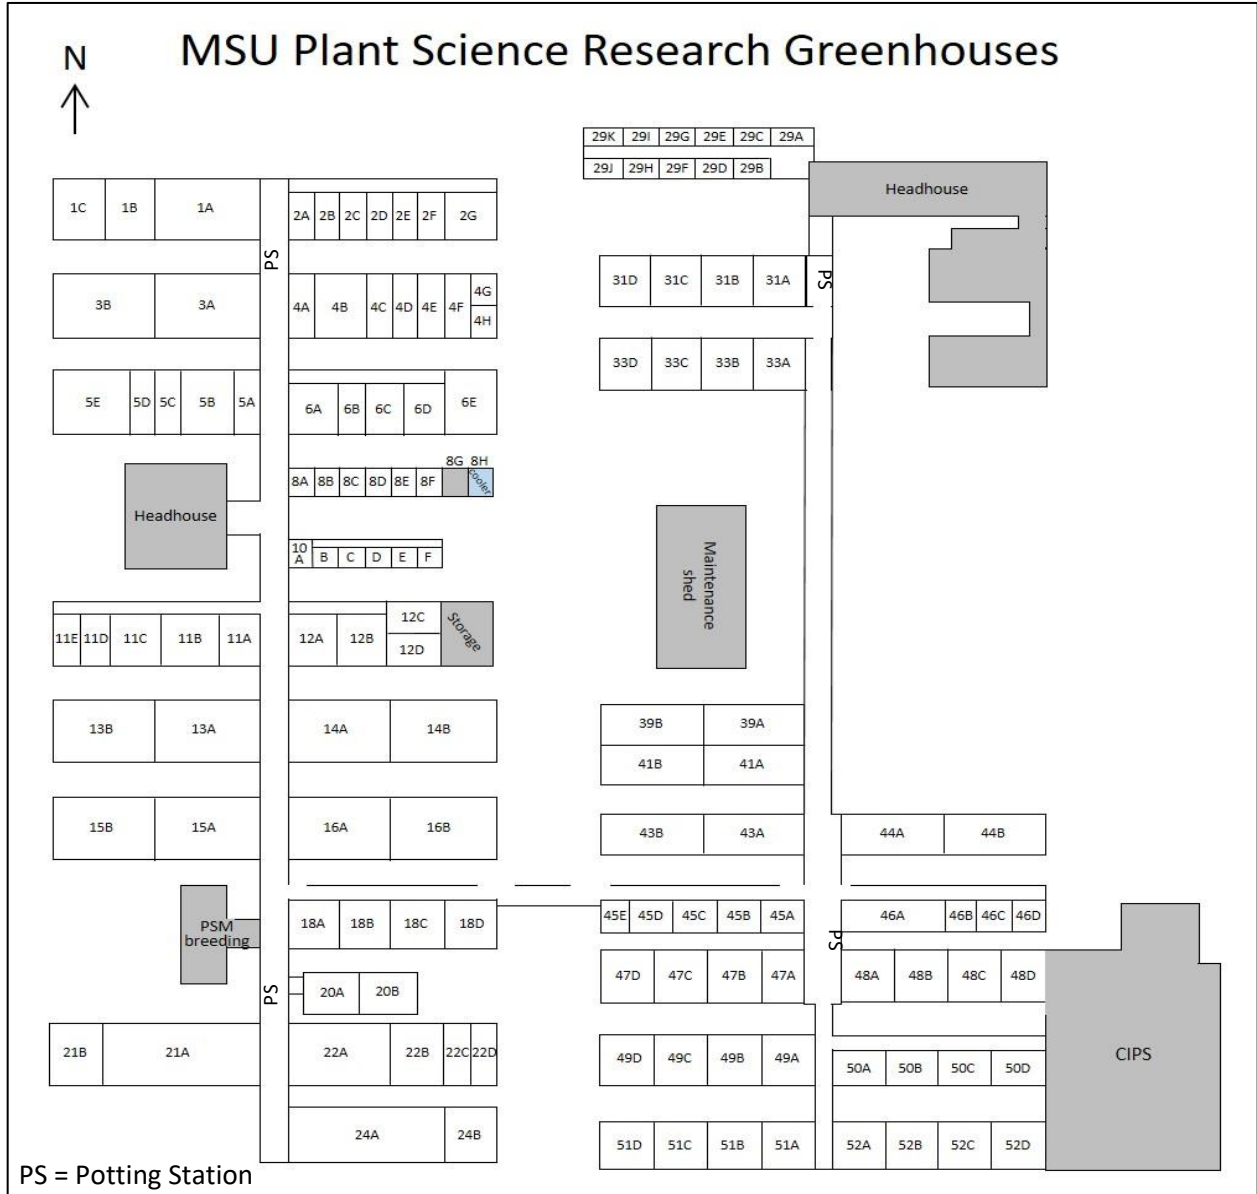 MSU Plant Science Research Greenhouses
N
29K 29I 29G 29E 29C 29A
29J 29H 29F 29D 29B
Headhouse
1C 1B 1A
2A 2B 2C 2D 2E 2F 2G
PS
3B 3A
4A 4B 4C 4D 4E 4F 4G
4H
31D 31C 31B 31A
PS
33D 33C 33B 33A
5E 5D 5C 5B 5A
6A 6B 6C 6D 6E
8G 8H
8A 8B 8C 8D 8E 8F
cooler
Headhouse
10
A B C D E F
Maintenance
shed
11E 11D 11C 11B 11A
12A 12B 12C
12D
Storage
13B 13A
14A 14B
39B 39A
41B 41A
15B 15A
16A 16B
43B 43A
44A 44B
PSM
breeding
18A 18B 18C 18D
45E 45D 45C 45B 45A
46A 46B 46C 46D
PS
47D 47C 47B 47A
48A 48B 48C 48D
PS
20A 20B
21B 21A
22A 22B 22C 22D
49D 49C 49B 49A
50A 50B 50C 50D
CIPS
24A 24B
51D 51C 51B 51A
52A 52B 52C 52D
PS = Potting Station